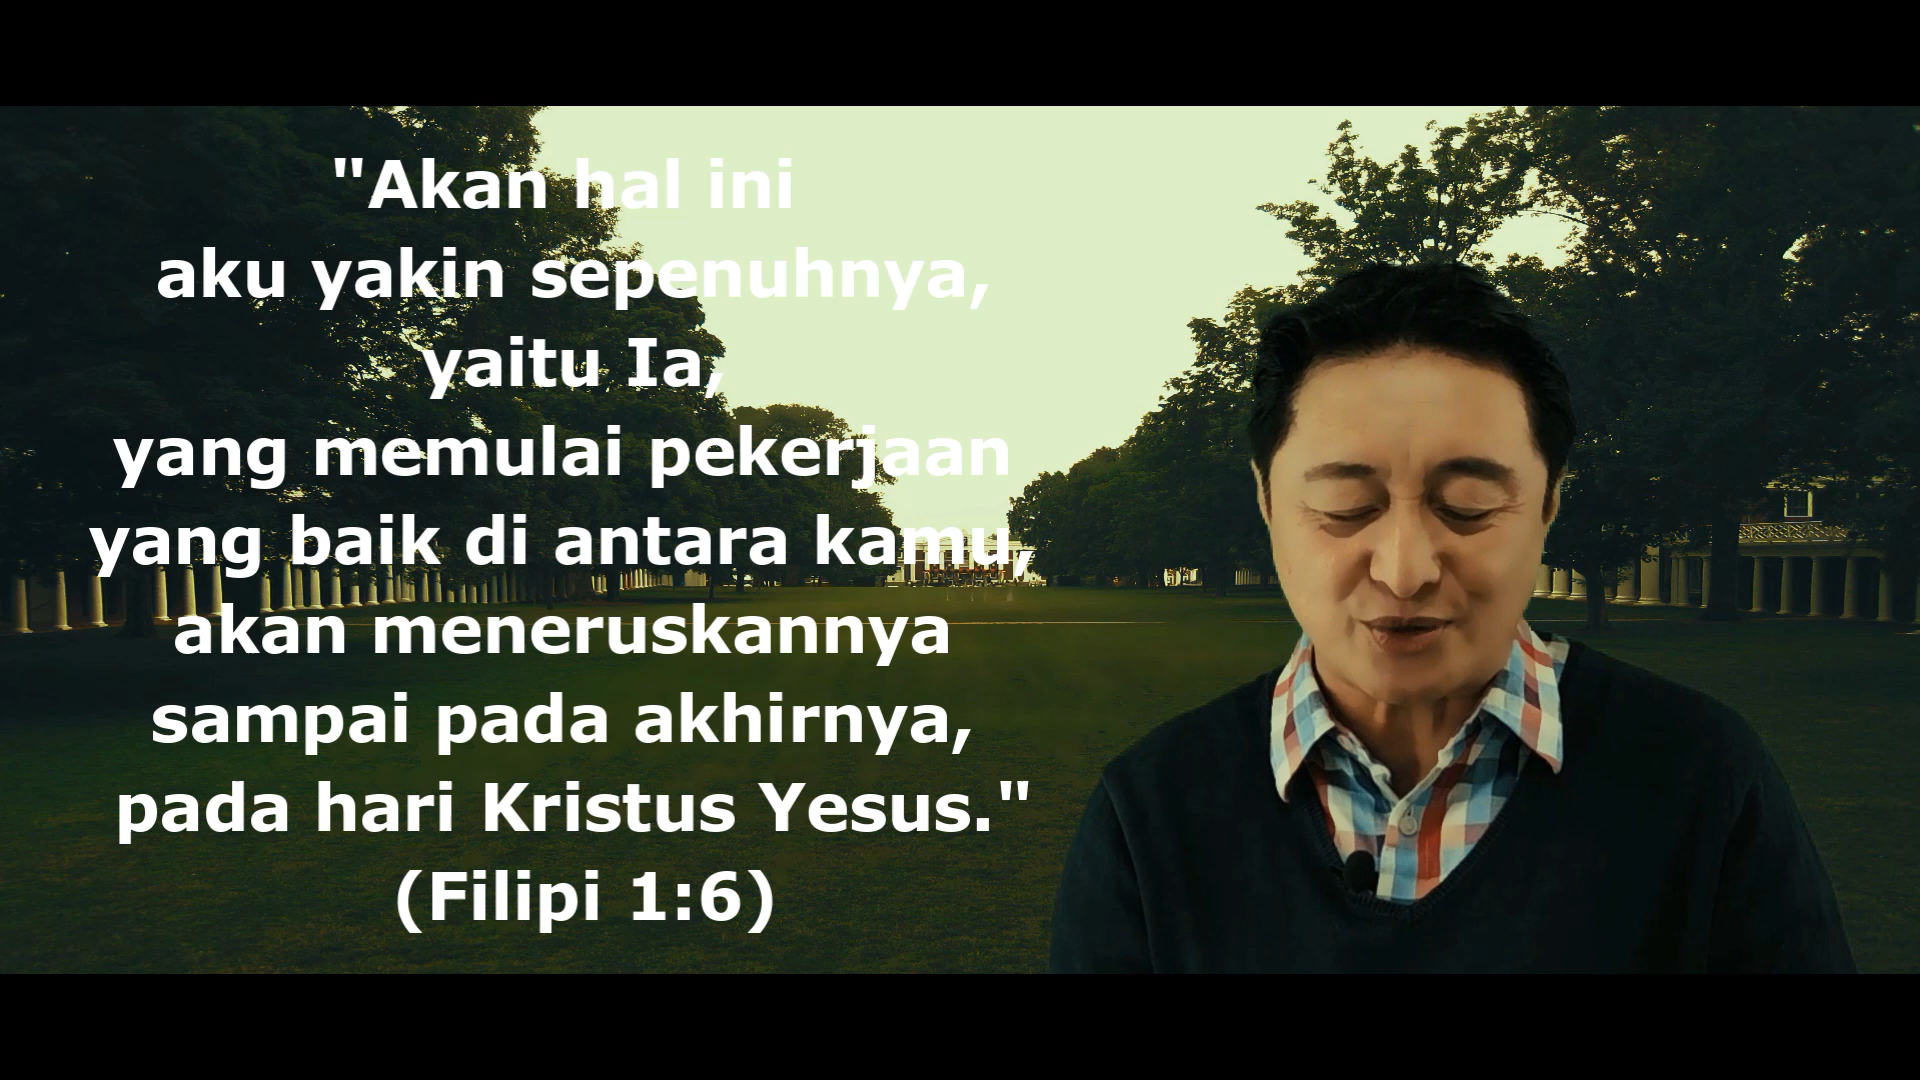 "Akan hal ini
aku yakin sepenuhnya,
yaitu Ia,
yang memulai pekerjaan
yang baik di antara kamu,
akan meneruskannya
sampai pada akhirnya,
pada hari Kristus Yesus."
(Filipi 1:6)